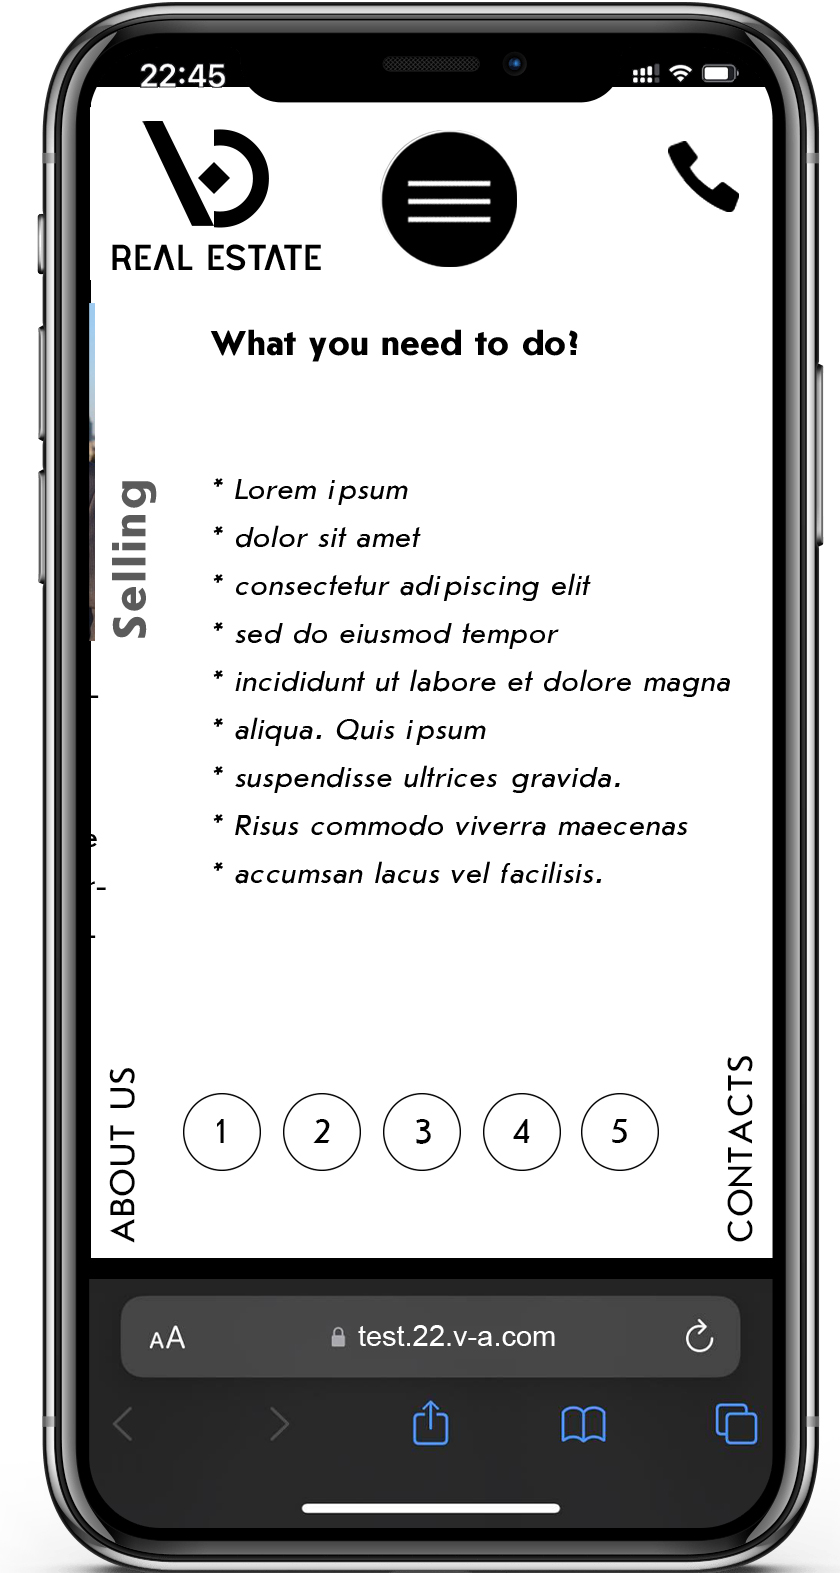 22:45
REAL ESTATE
What you need to do?
Selling
* Lorem ipsum
* dolor sit amet
* consectetur adipiscing elit
* sed do eiusmod tempor
* incididunt ut labore et dolore magna
* aliqua. Quis ipsum
* suspendisse ultrices gravida.
* Risus commodo viverra maecenas
* accumsan lacus vel facilisis.
ABOUT US
1 2 3 4 5
CONTACTS
AA test.22.v-a.com